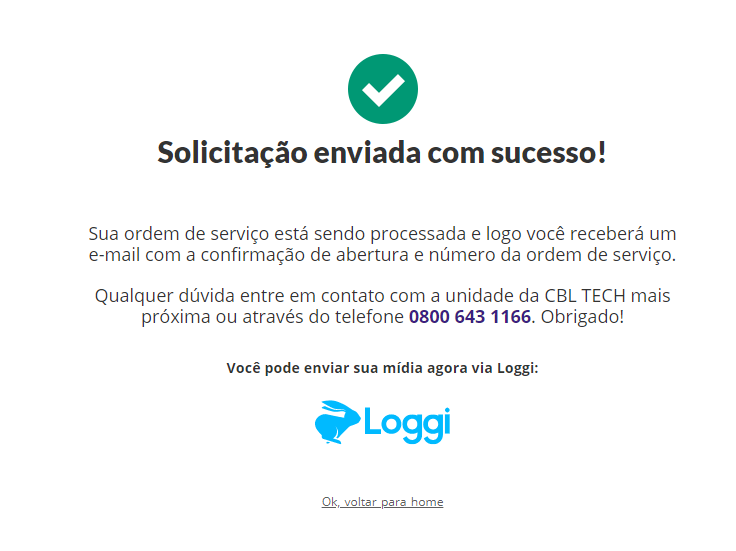 Solicitação enviada com sucesso!
Sua ordem de serviço está sendo processada e logo você receberá um
e-mail com a confirmação de abertura e número da ordem de serviço.
Qualquer dúvida entre em contato com a unidade da CBL TECH mais
próxima ou através do telefone 0800 643 1166. Obrigado!
Você pode enviar sua mídia agora via Loggi:
Loggi
Ok, voltar para home